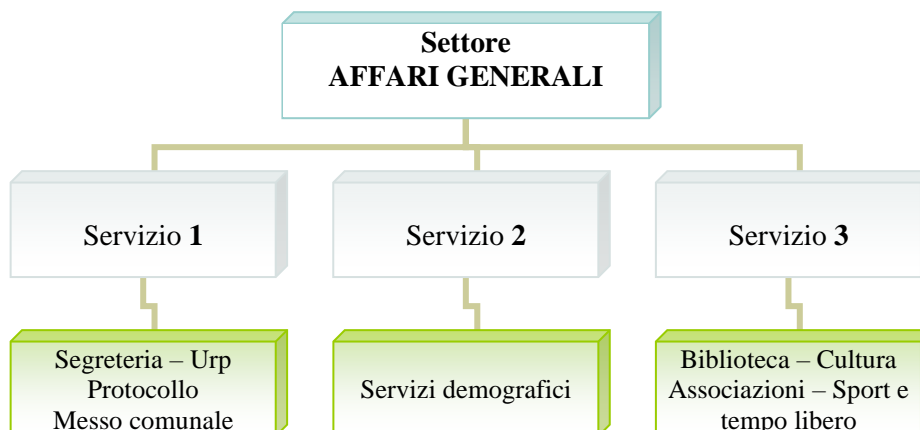 Settore
AFFARI GENERALI
Servizio 1
Servizio 2
Servizio 3
Segreteria – Urp
Protocollo
Messo comunale
Servizi demografici
Biblioteca – Cultura
Associazioni – Sport e
tempo libero